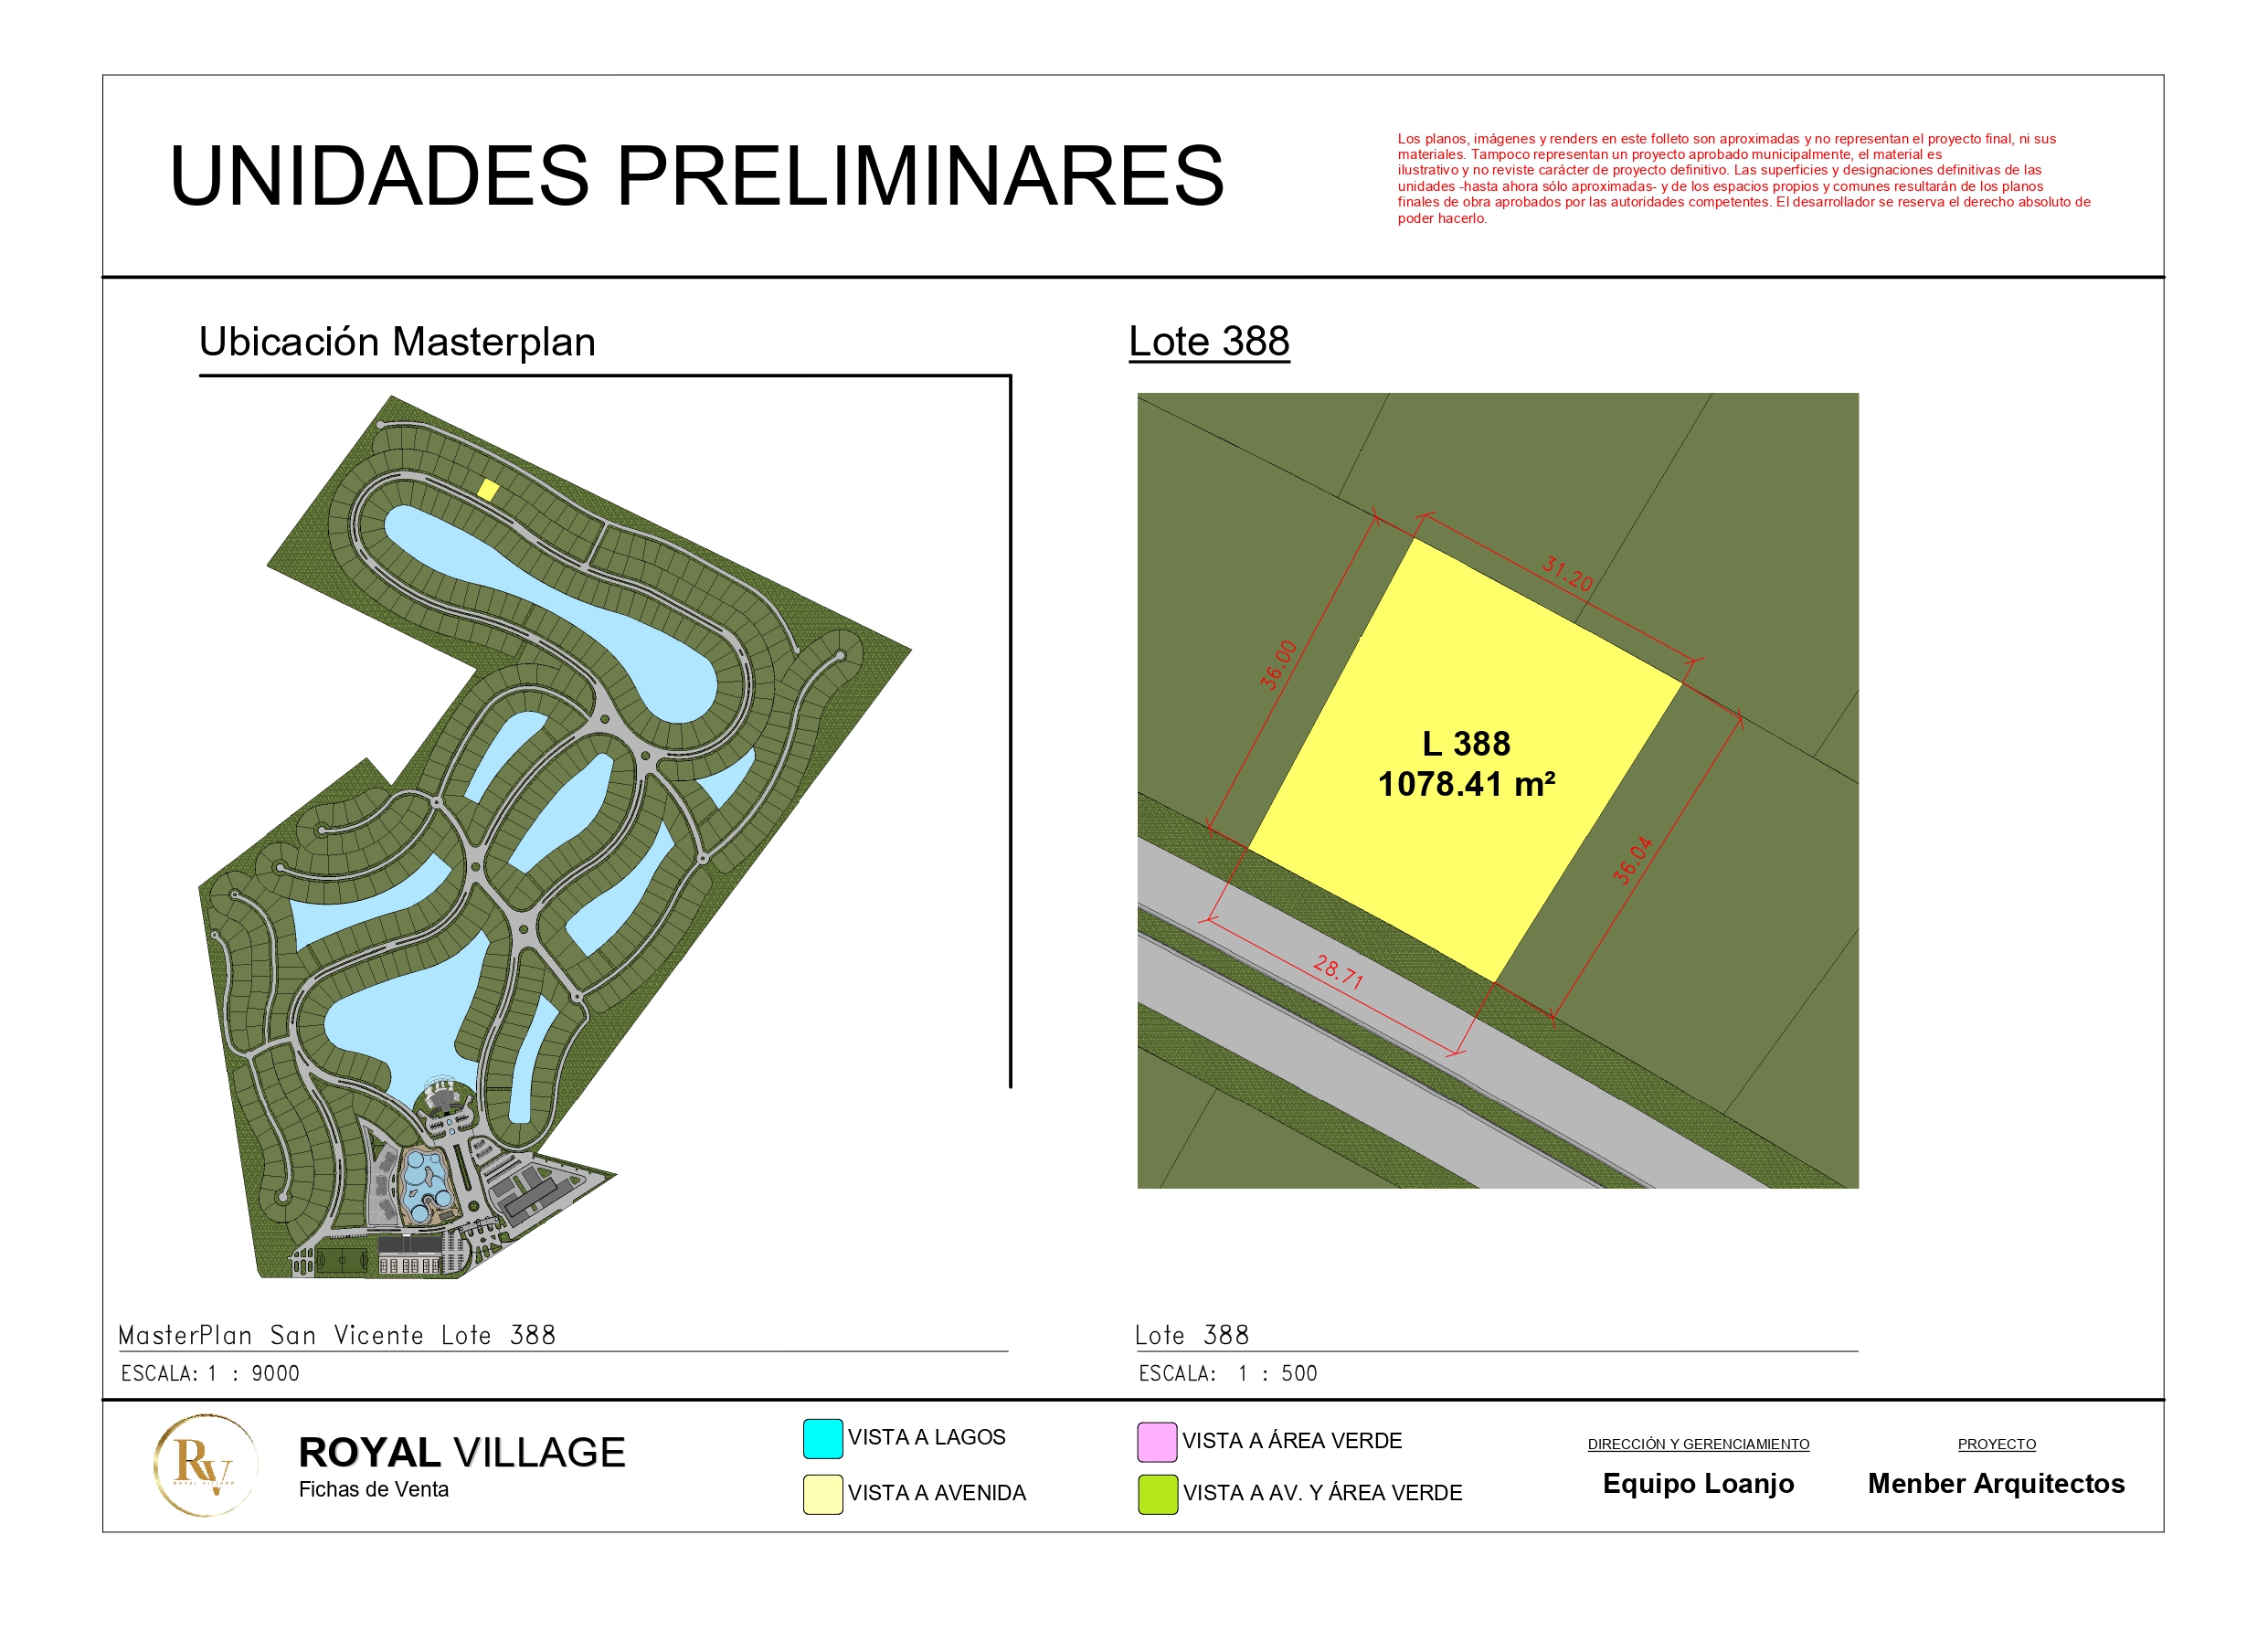 UNIDADES PRELIMINARES
Los planos, imágenes y renders en este folleto son aproximadas y no representan el proyecto final, ni sus
materiales. Tampoco representan un proyecto aprobado municipalmente, el material es
ilustrativo y no reviste carácter de proyecto definitivo. Las superficies y designaciones definitivas de las
unidades -hasta ahora sólo aproximadas- y de los espacios propios y comunes resultarán de los planos
finales de obra aprobados por las autoridades competentes. El desarrollador se reserva el derecho absoluto de
poder hacerlo.
Ubicación Masterplan
Lote 388
31.20
36.00
L 388
1078.41 m²
36.04
28.71
MasterPlan San Vicente Lote 388
ESCALA: 1 : 9000
Lote 388
ESCALA: 1 : 500
RV
ROYAL VILLAGE
ROYAL VILLAGE
Fichas de Venta
VISTA A LAGOS
VISTA A AVENIDA
VISTA A ÁREA VERDE
VISTA A AV. Y ÁREA VERDE
DIRECCIÓN Y GERENCIAMIENTO
Equipo Loanjo
PROYECTO
Menber Arquitectos